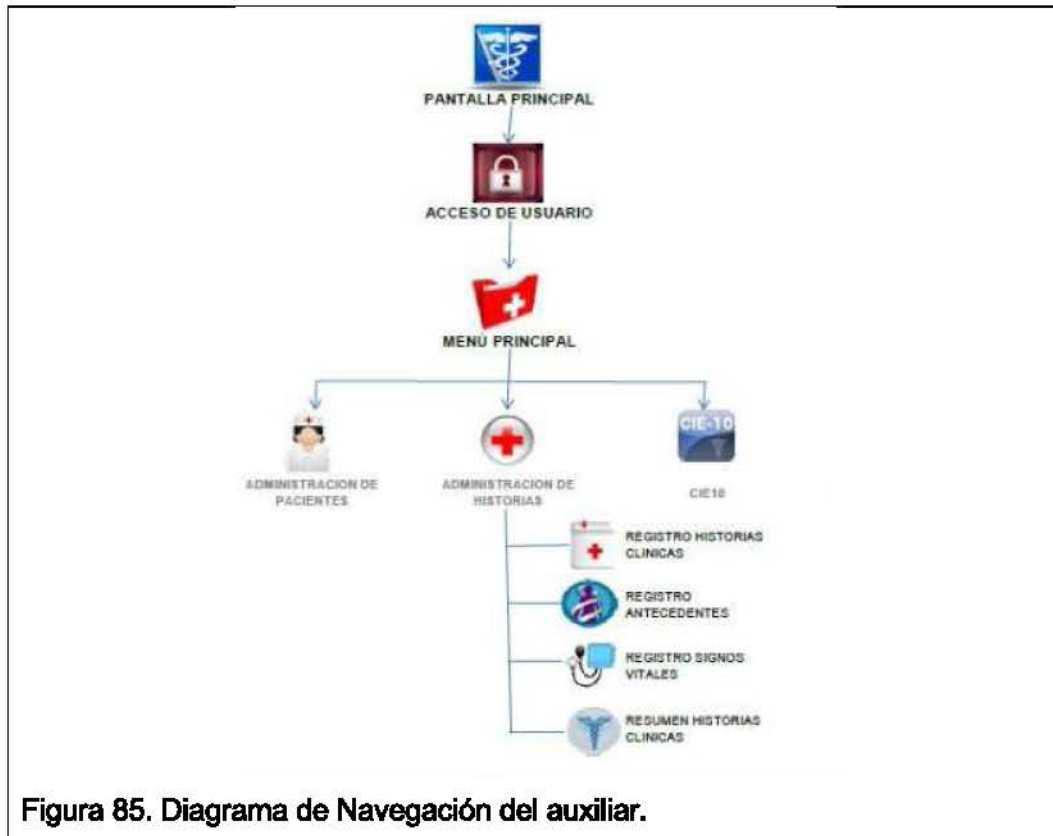 PANTALLA PRINCIPAL
ACCESO DE USUARIO
MENÚ PRINCIPAL
CIE-10
ADMINISTRACION DE
PACIENTES
ADMINISTRACION DE
HISTORIAS
CIE10
REGISTRO HISTORIAS
CLINICAS
REGISTRO
ANTECEDENTES
REGISTRO SIGNOS
VITALES
RESUMEN HISTORIAS
CLINICAS
Figura 85. Diagrama de Navegación del auxiliar.